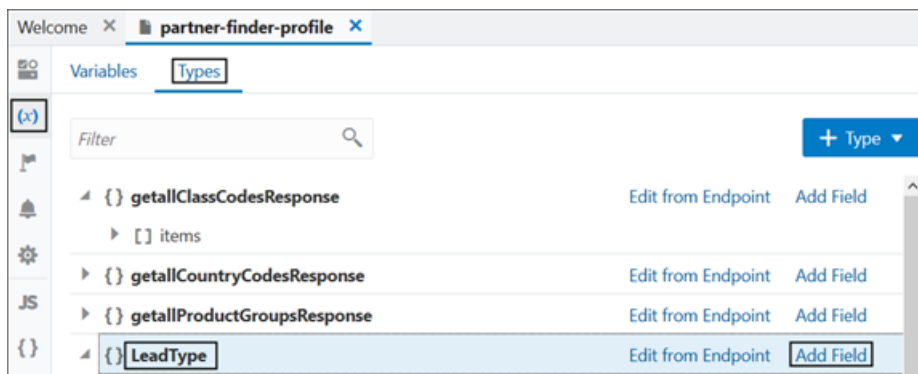 Welcome × partner-finder-profile ×
Variables Types
(x)
Filter + Type
{ } getallClassCodesResponse Edit from Endpoint Add Field
[ ] items
{ } getallCountryCodesResponse Edit from Endpoint Add Field
{ } getallProductGroupsResponse Edit from Endpoint Add Field
JS
{ } { } LeadType Edit from Endpoint Add Field